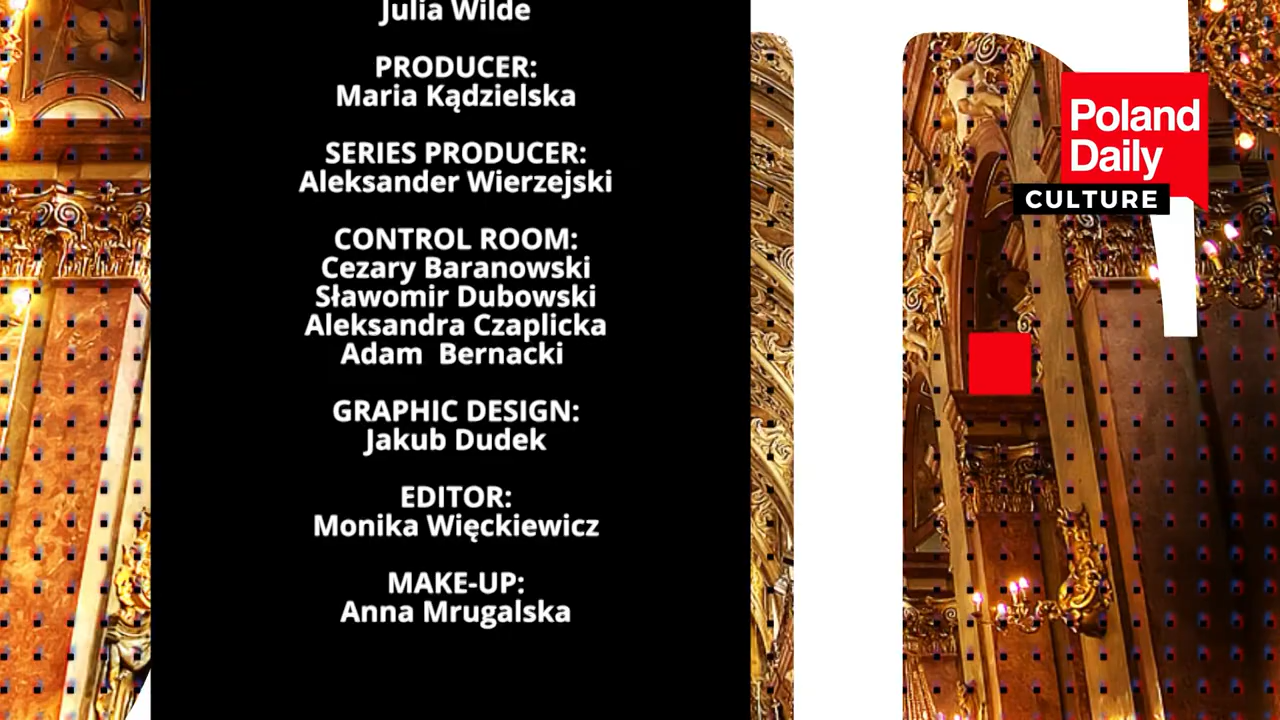 Julia Wilde
PRODUCER:
Maria Kądzielska
SERIES PRODUCER:
Aleksander Wierzejski
CONTROL ROOM:
Cezary Baranowski
Sławomir Dubowski
Aleksandra Czaplicka
Adam Bernacki
GRAPHIC DESIGN:
Jakub Dudek
EDITOR:
Monika Więckiewicz
MAKE-UP:
Anna Mrugalska
Poland
Daily
CULTURE